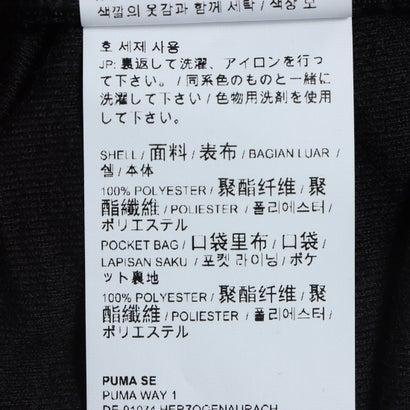 색깔의 옷감과 함께 세탁 / 색상 보
호 세제 사용
JP: 裏返して洗濯、アイロンを行っ
て下さい。/ 同系色のものと一緒に
洗濯して下さい / 色物用洗剤を使用
して下さい。
SHELL / 面料 / 表布 / BAGIAN LUAR /
쉘 / 本体
100% POLYESTER / 聚酯纤维 / 聚
酯纖維 / POLIESTER / 폴리에스터 /
ポリエステル
POCKET BAG / 口袋里布 / 口袋 /
LAPISAN SAKU / 포켓 라이닝 / ポケ
ット裏地
100% POLYESTER / 聚酯纤维 / 聚
酯纖維 / POLIESTER / 폴리에스터 /
ポリエステル
PUMA SE
PUMA WAY 1
DE-91074 HERZOGENAURACH